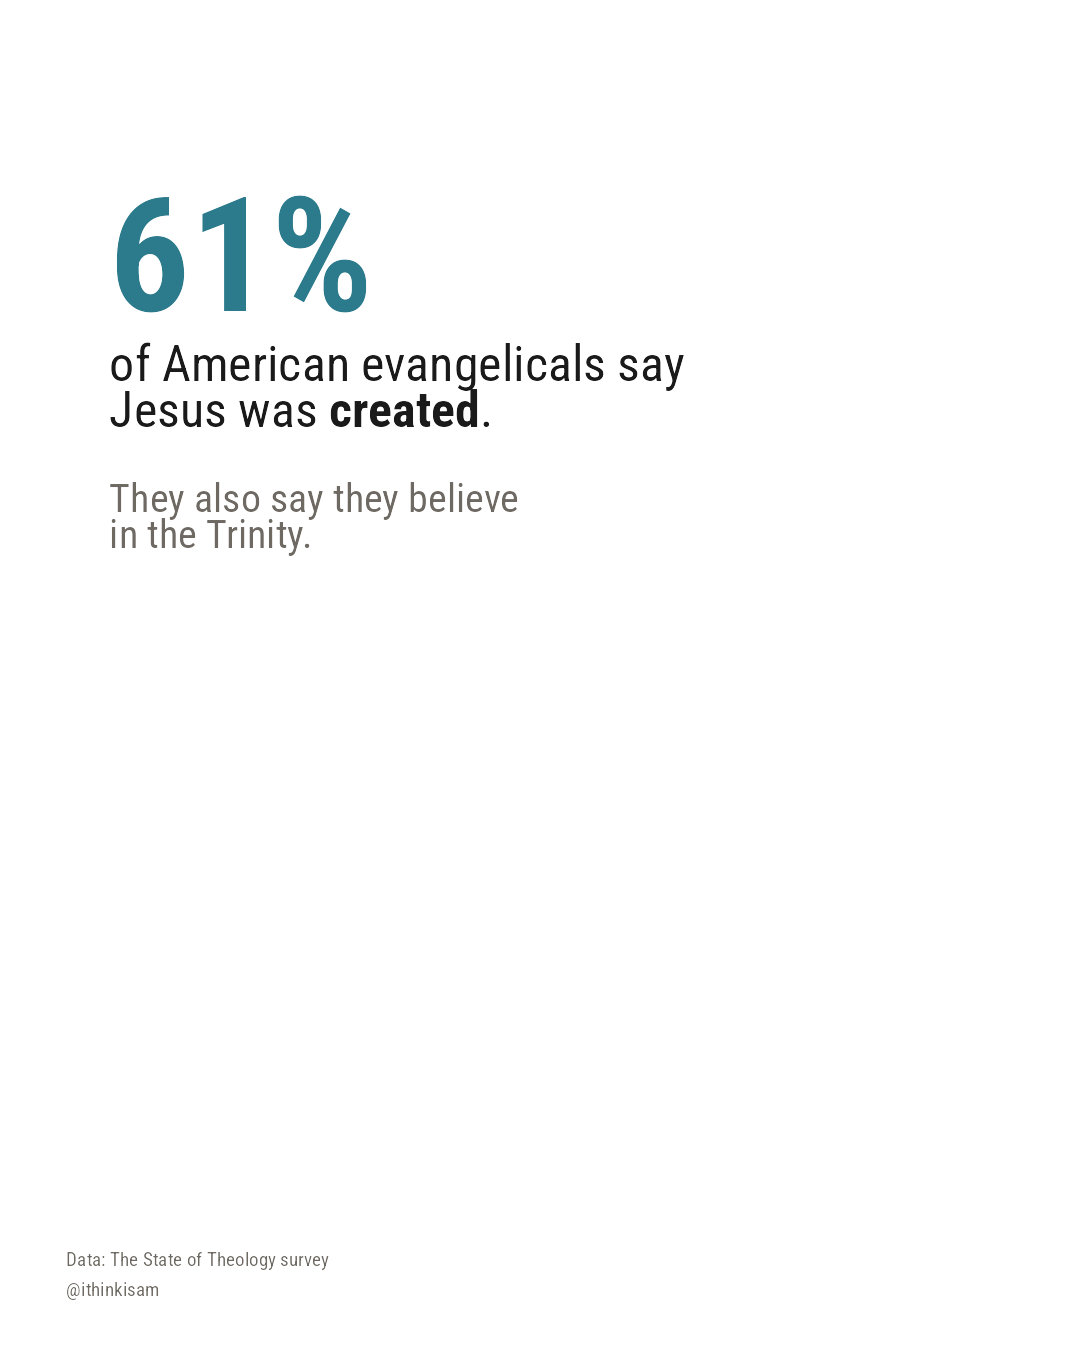 61%
of American evangelicals say
Jesus was created.
They also say they believe
in the Trinity.
Data: The State of Theology survey
@ithinkisam